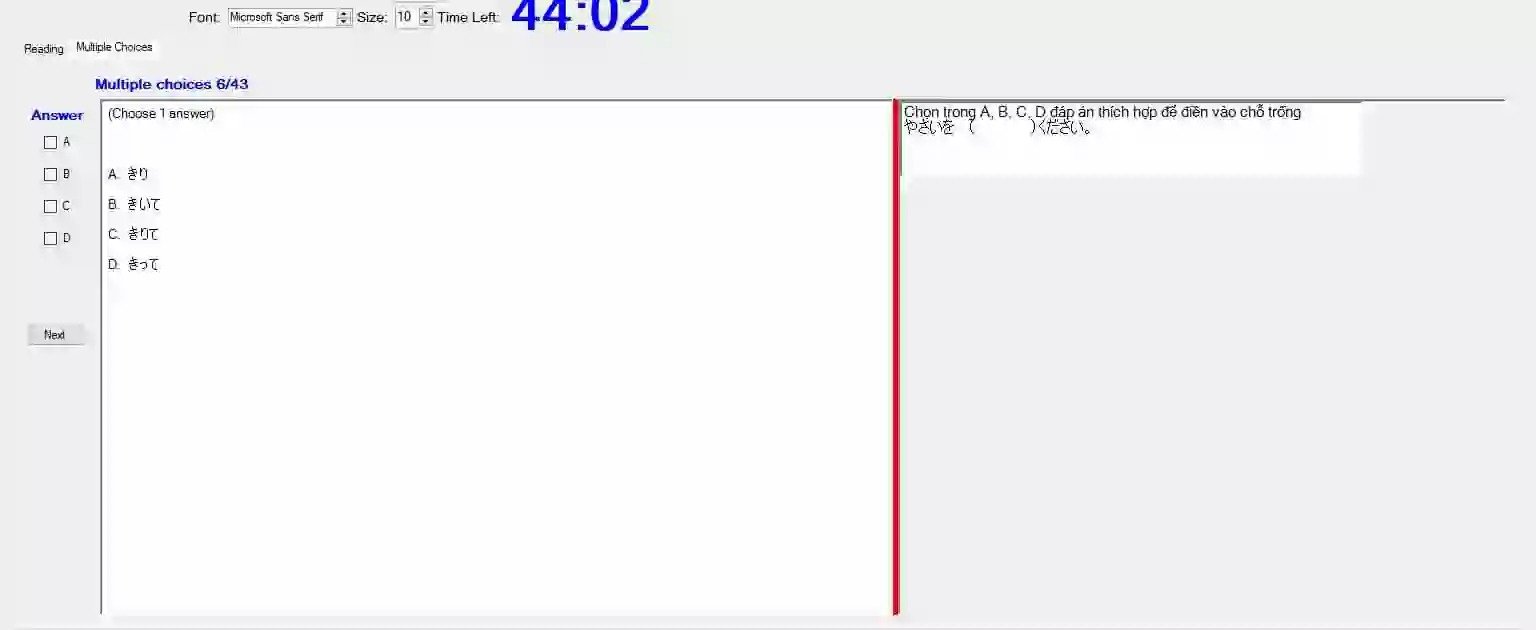 Font: Microsoft Sans Serif Size: 10 Time Left: 44:02
Reading Multiple Choices
Multiple choices 6/43
Answer
A
B
C
D
Next
(Choose 1 answer)
A. きり
B. きいて
C. きりて
D. きって
Chọn trong A, B, C, D đáp án thích hợp để điền vào chỗ trống
やさいを ( )ください。